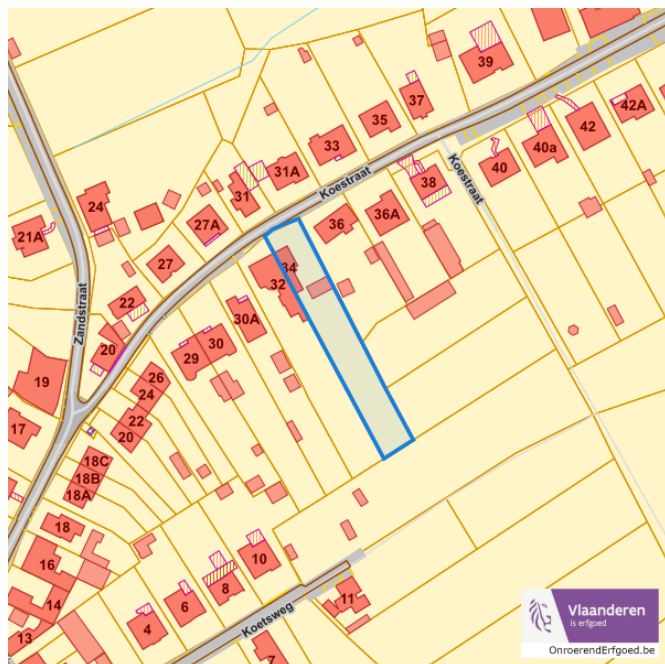 39
37
35
42A
42
33
40a
31A
Koestraat
40
24
31
38
Koestraat
27A
36
36A
21A
27
34
32
22
30A
Zandstraat
20
30
29
19
26
24
22
20
17
18C
18B
18A
18
16
10
8
14
6
11
4
13
Koetsweg
7
Vlaanderen
is erfgoed
OnroerendErfgoed.be